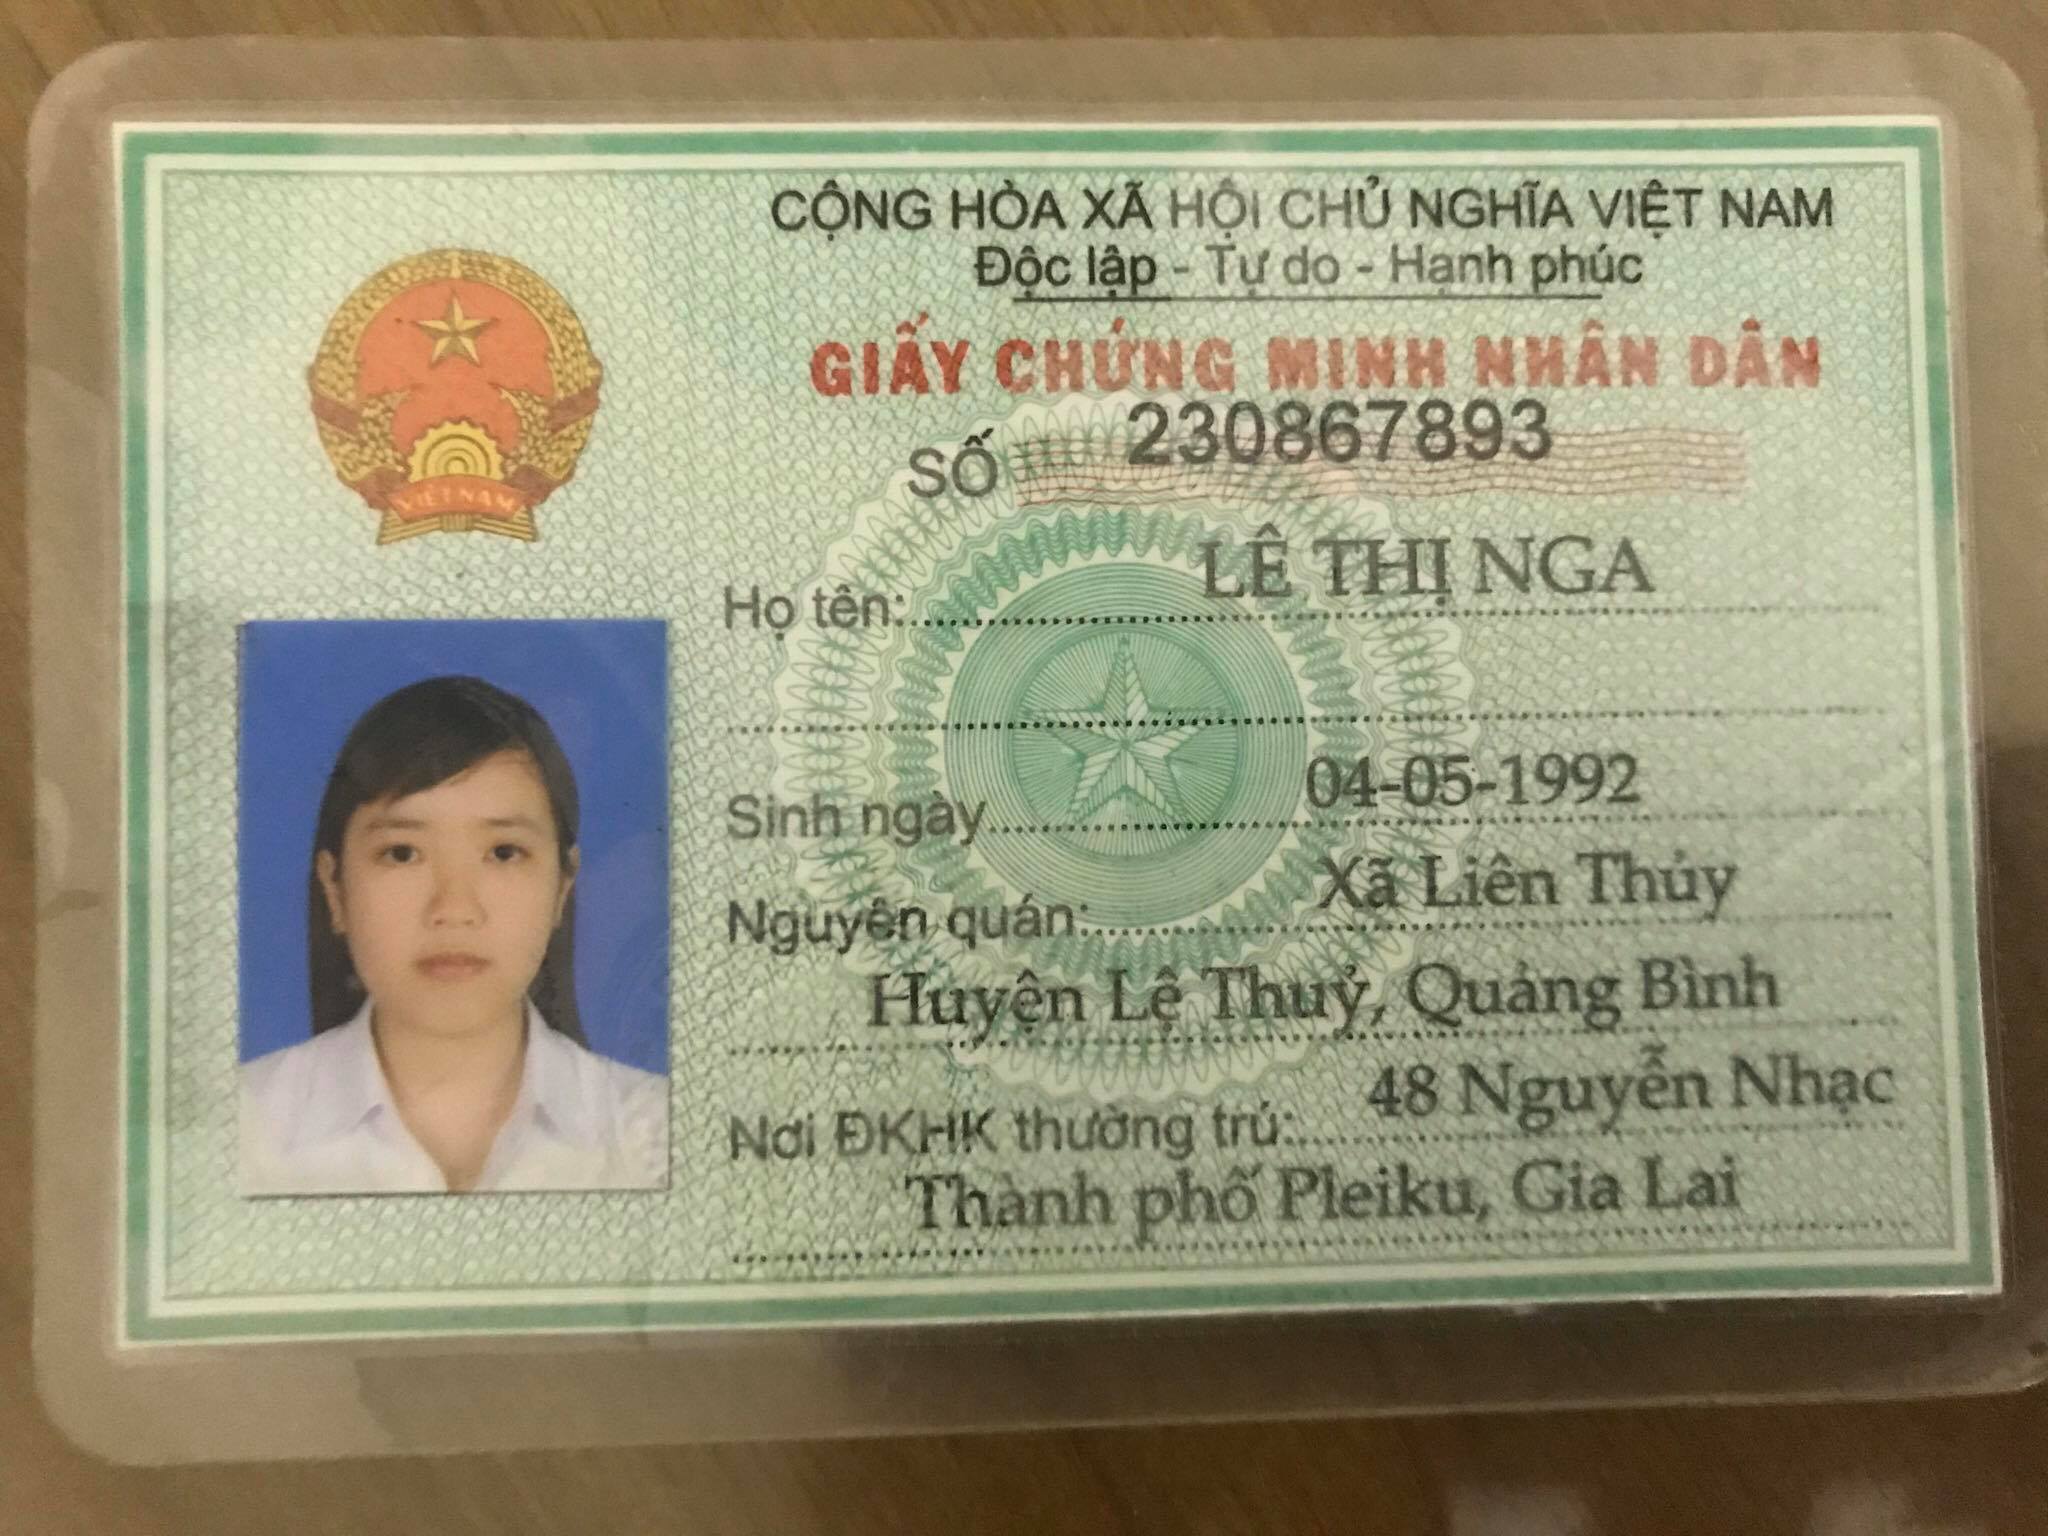 CỘNG HÒA XÃ HỘI CHỦ NGHĨA VIỆT NAM
Độc lập - Tự do - Hạnh phúc
GIẤY CHỨNG MINH NHÂN DÂN
SỐ 230867893
VIỆT NAM
Họ tên: LÊ THỊ NGA
Sinh ngày 04-05-1992
Nguyên quán: Xã Liên Thủy
Huyện Lệ Thuỷ, Quảng Bình
Nơi ĐKHK thường trú: 48 Nguyễn Nhạc
Thành phố Pleiku, Gia Lai